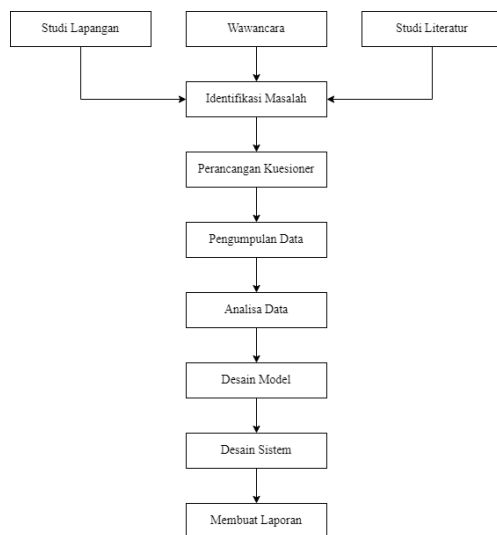 Studi Lapangan
Wawancara
Studi Literatur
Identifikasi Masalah
Perancangan Kuesioner
Pengumpulan Data
Analisa Data
Desain Model
Desain Sistem
Membuat Laporan